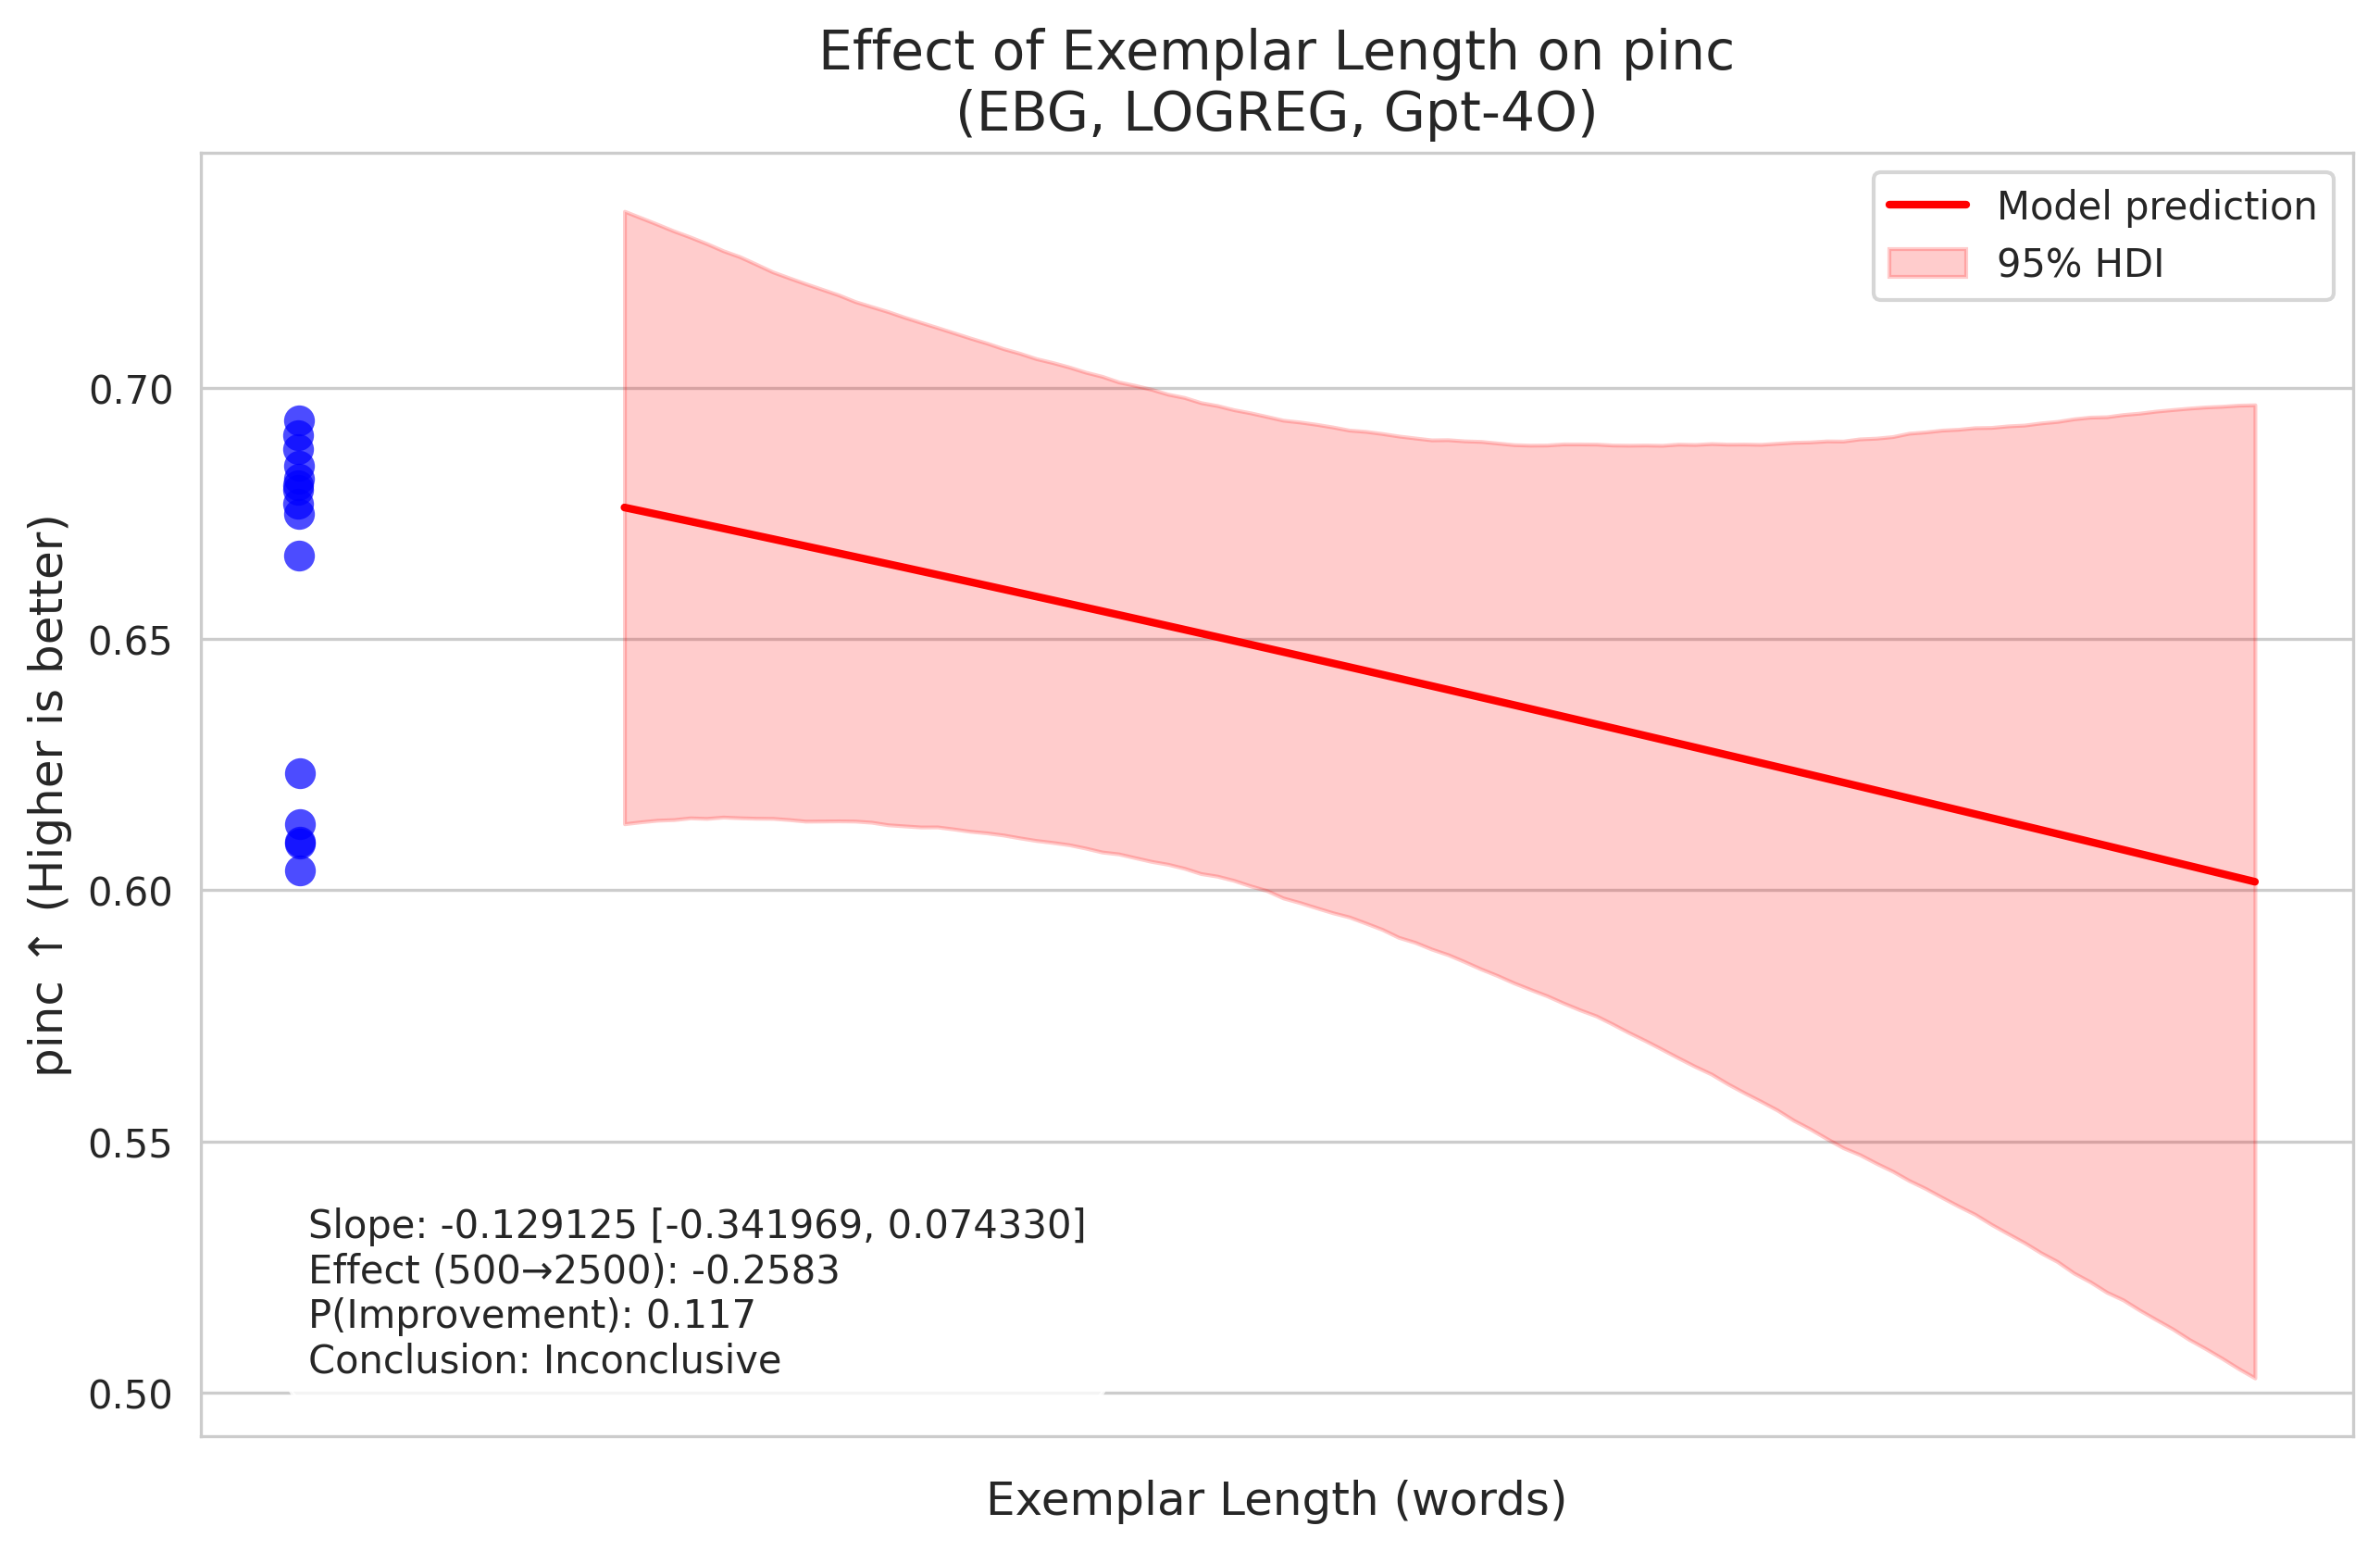 Effect of Exemplar Length on pinc
(EBG, LOGREG, Gpt-4O)
Model prediction
95% HDI
pinc ↑ (Higher is better)
0.70
0.65
0.60
0.55
0.50
Slope: -0.129125 [-0.341969, 0.074330]
Effect (500→2500): -0.2583
P(Improvement): 0.117
Conclusion: Inconclusive
Exemplar Length (words)